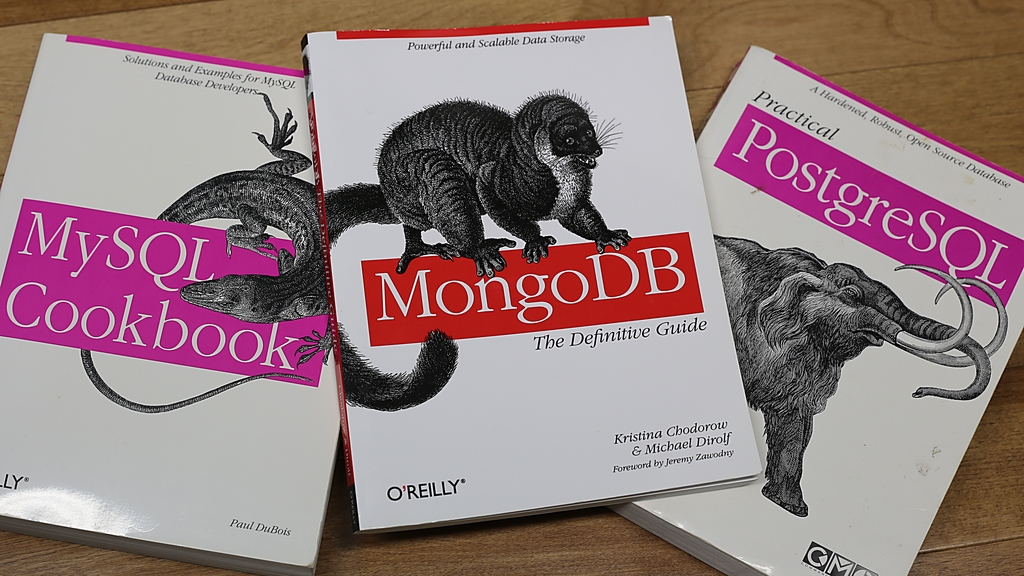 Solutions and Examples for MySQL
Database Developers
MySQL
Cookbook
LLY®
Paul DuBois
Powerful and Scalable Data Storage
MongoDB
The Definitive Guide
Kristina Chodorow
& Michael Dirolf
Foreword by Jeremy Zawodny
O'REILLY®
A Hardened, Robust, Open Source Database
Practical
PostgreSQL